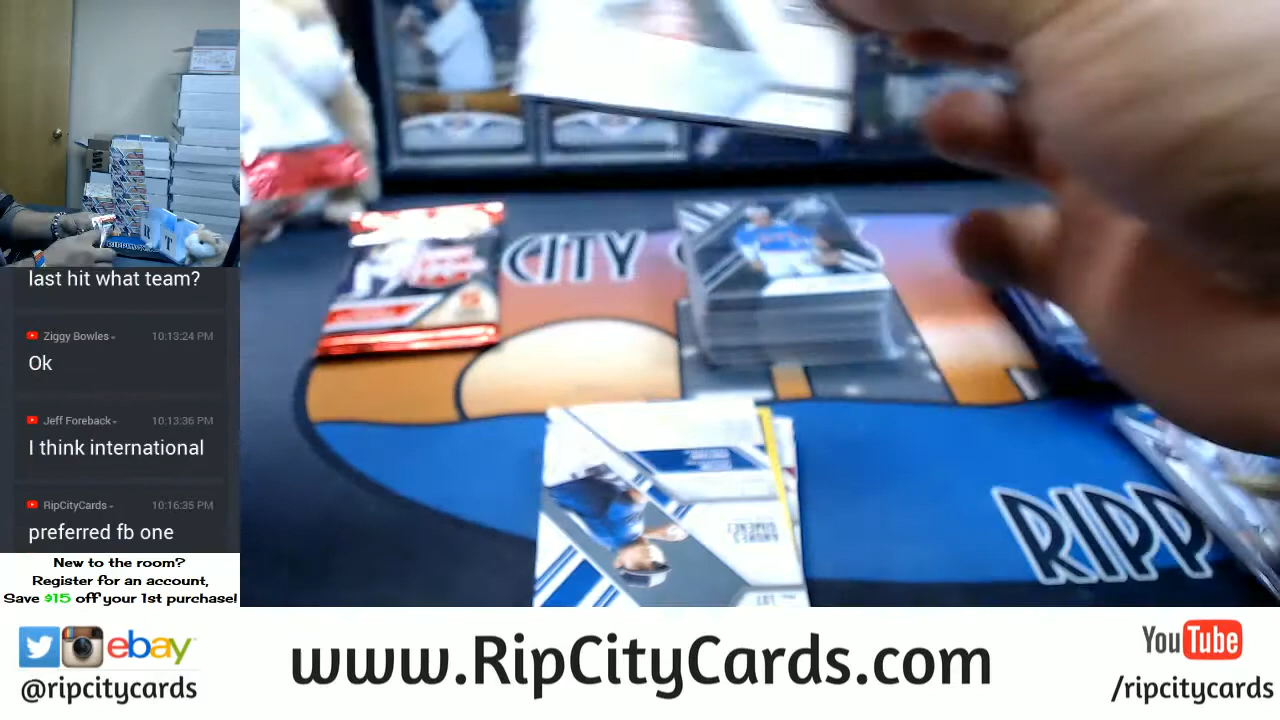 last hit what team?
Ziggy Bowles 10:13:24 PM
Ok
Jeff Foreback 10:13:36 PM
I think international
RipCityCards 10:16:35 PM
preferred fb one
New to the room?
Register for an account,
Save $15 off your 1st purchase!
CITY
RIPP
ANDRES
GIMENEZ
ebay
@ripcitycards
www.RipCityCards.com
YouTube
/ripcitycards